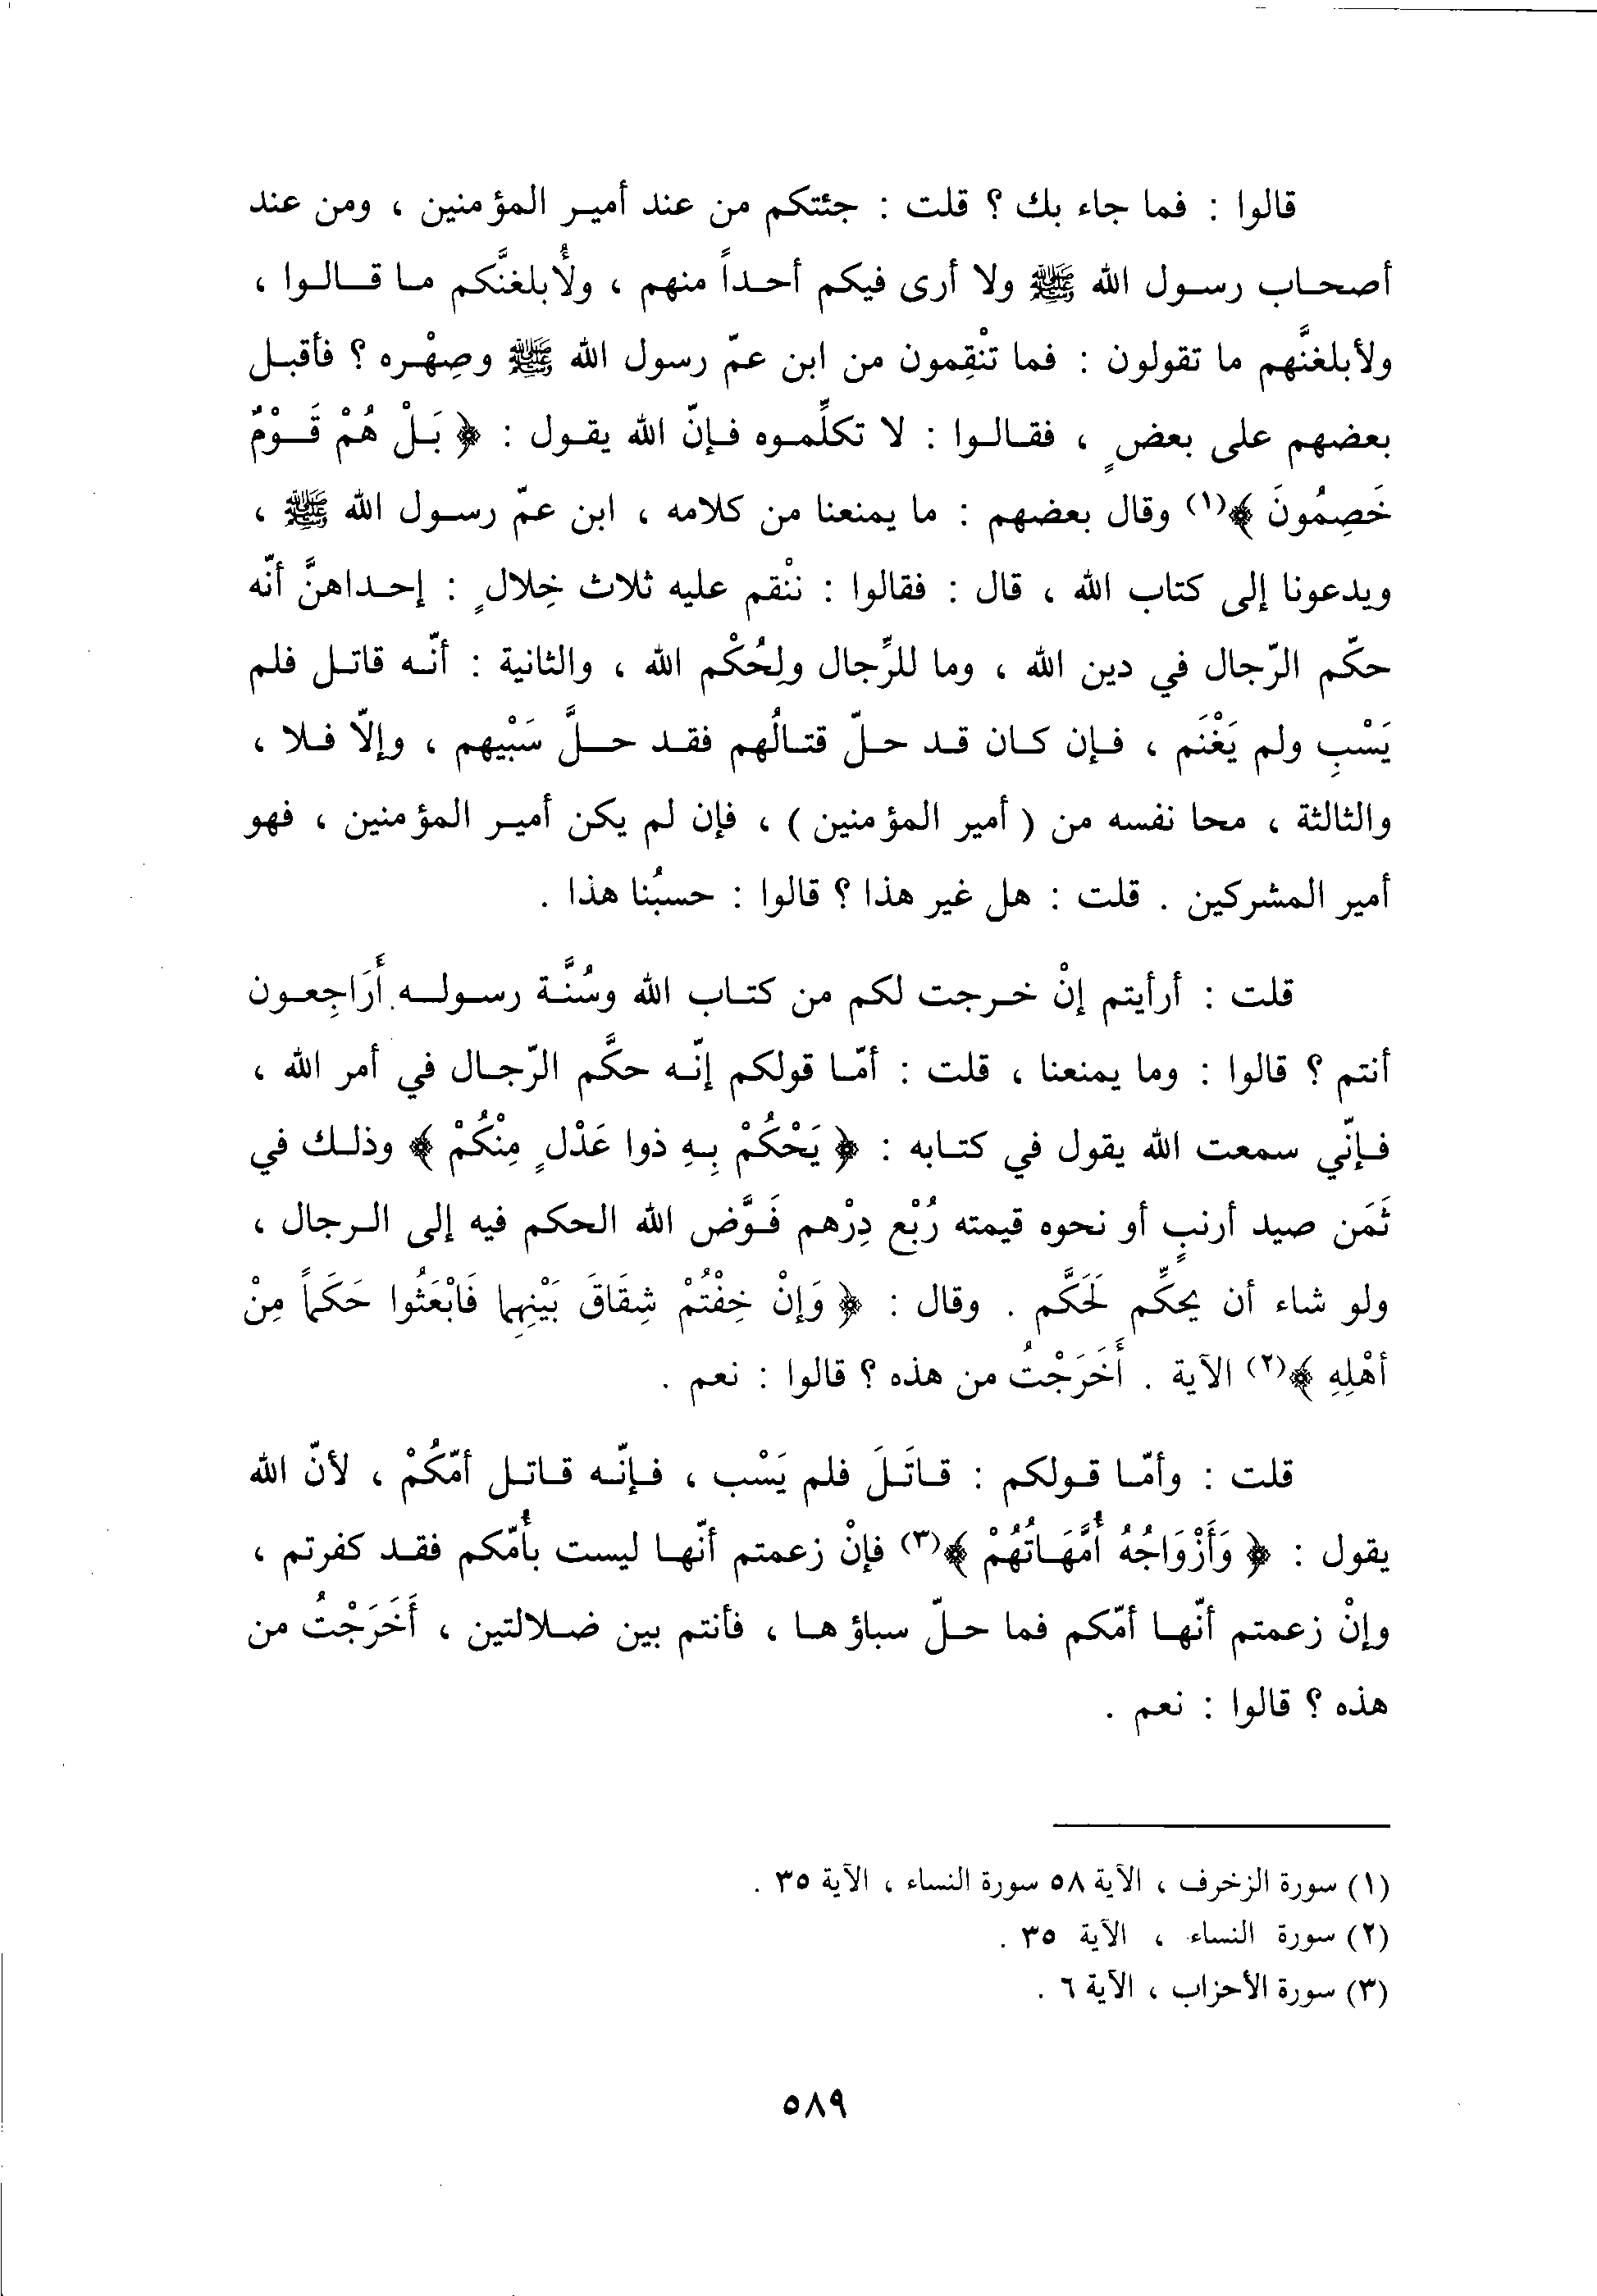 قالوا : فما جاء بك ؟ قلت : جئتكم من عند أمير المؤمنين ، ومن عند
أصحاب رسول الله ﷺ ولا أرى فيكم أحداً منهم ، ولأُبلغنَّكم ما قالوا ،
ولأبلغنَّهم ما تقولون : فما تنْقِمون من ابن عمّ رسول الله ﷺ وصِهْره ؟ فأقبل
بعضهم على بعضٍ ، فقالوا : لا تكلِّموه فإنّ الله يقول : ﴿ بَلْ هُمْ قَوْمٌ
خَصِمُونَ ﴾(١) وقال بعضهم : ما يمنعنا من كلامه ، ابن عمّ رسول الله ﷺ ،
ويدعونا إلى كتاب الله ، قال : فقالوا : ننْقم عليه ثلاث خِلالٍ : إحداهنَّ أنّه
حكّم الرّجال في دين الله ، وما للرِّجال ولِحُكْم الله ، والثانية : أنّه قاتل فلم
يَسْبِ ولم يَغْنَم ، فإن كان قد حلّ قتالُهم فقد حلَّ سَبْيهم ، وإلاّ فلا ،
والثالثة ، محا نفسه من ( أمير المؤمنين ) ، فإن لم يكن أمير المؤمنين ، فهو
أمير المشركين . قلت : هل غير هذا ؟ قالوا : حسبُنا هذا .
قلت : أرأيتم إنْ خرجت لكم من كتاب الله وسُنَّة رسوله أَرَاجِعون
أنتم ؟ قالوا : وما يمنعنا ، قلت : أمّا قولكم إنّه حكَّم الرّجال في أمر الله ،
فإنّي سمعت الله يقول في كتابه : ﴿ يَحْكُمْ بِهِ ذوا عَدْلٍ مِنْكُمْ ﴾ وذلك في
ثَمَن صيد أرنبٍ أو نحوه قيمته رُبْع دِرْهم فَوَّض الله الحكم فيه إلى الرجال ،
ولو شاء أن يحكِّم لَحَكَّم . وقال : ﴿ وَإِنْ خِفْتُمْ شِقَاقَ بَيْنِهِما فَابْعَثُوا حَكَماً مِنْ
أهْلِهِ ﴾(٢) الآية . أَخَرَجْتُ من هذه ؟ قالوا : نعم .
قلت : وأمّا قولكم : قاتَلَ فلم يَسْب ، فإنّه قاتل أمّكُمْ ، لأنّ الله
يقول : ﴿ وَأَزْوَاجُهُ أُمَّهَاتُهُمْ ﴾(٣) فإنْ زعمتم أنّها ليست بأُمّكم فقد كفرتم ،
وإنْ زعمتم أنّها أمّكم فما حلّ سباؤها ، فأنتم بين ضلالتين ، أَخَرَجْتُ من
هذه ؟ قالوا : نعم .
(١) سورة الزخرف ، الآية ٥٨ سورة النساء ، الآية ٣٥ .
(٢) سورة النساء ، الآية ٣٥ .
(٣) سورة الأحزاب ، الآية ٦ .
٥٨٩